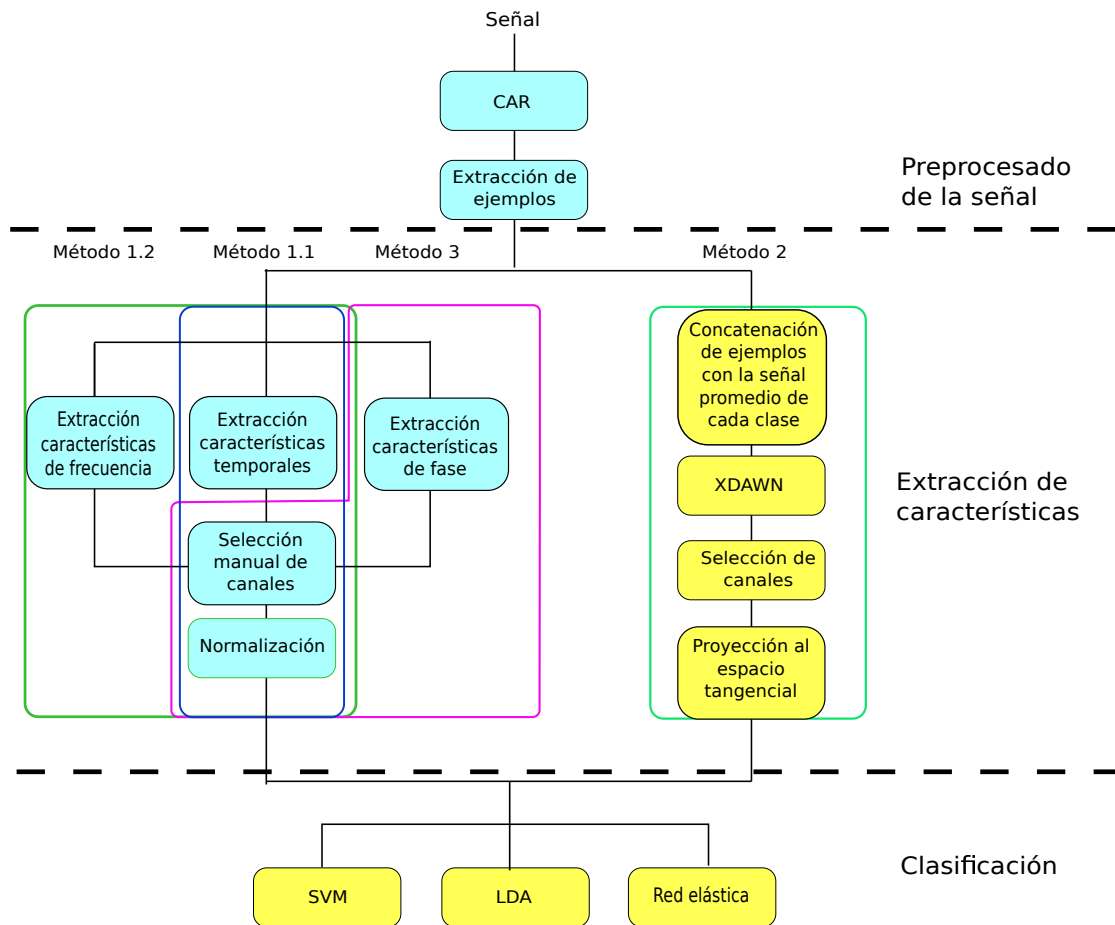 Señal
CAR
Extracción de
ejemplos
Preprocesado
de la señal
Método 1.2
Método 1.1
Método 3
Método 2
Extracción
características
de frecuencia
Extracción
características
temporales
Extracción
características
de fase
Selección
manual de
canales
Normalización
Concatenación
de ejemplos
con la señal
promedio de
cada clase
XDAWN
Selección de
canales
Proyección al
espacio
tangencial
Extracción de
características
SVM
LDA
Red elástica
Clasificación